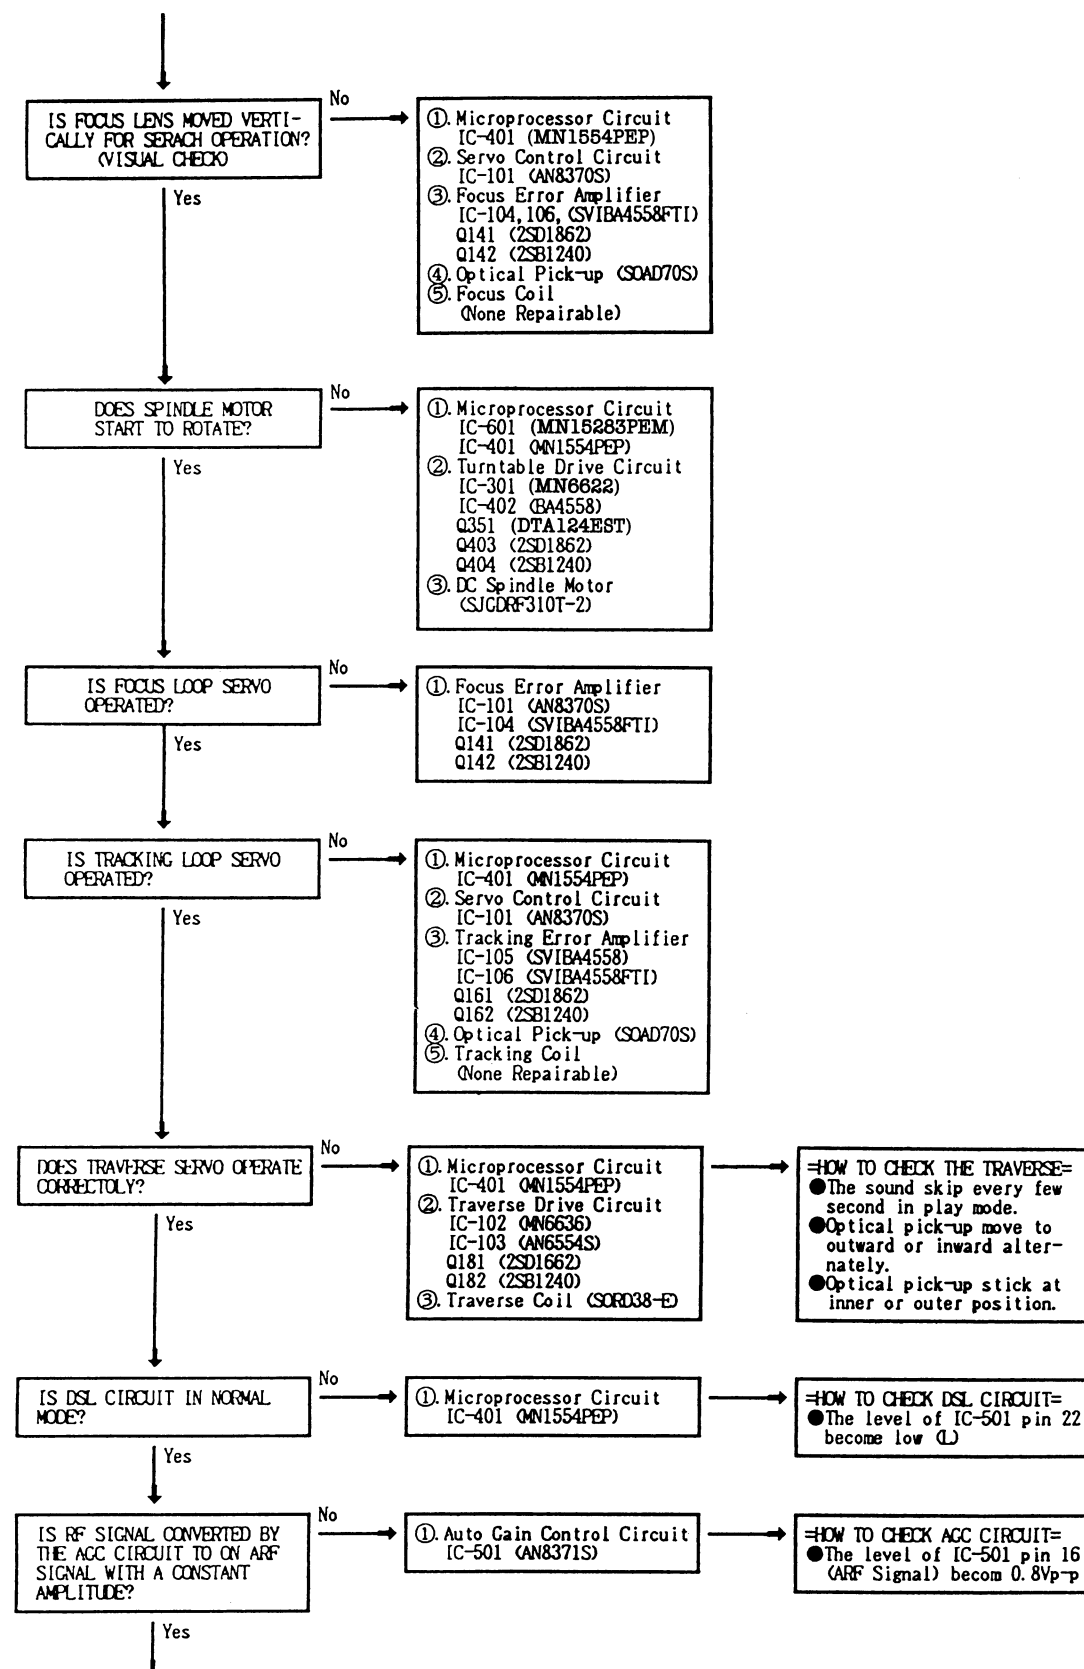 No
IS FOCUS LENS MOVED VERTI-
CALLY FOR SERACH OPERATION?
(VISUAL CHECK)
Yes
①. Microprocessor Circuit
IC-401 (MN1554PEP)
②. Servo Control Circuit
IC-101 (AN8370S)
③. Focus Error Amplifier
IC-104,106, (SVIBA4558FTI)
Q141 (2SD1862)
Q142 (2SB1240)
④. Optical Pick-up (SOAD70S)
⑤. Focus Coil
(None Repairable)
No
DOES SPINDLE MOTOR
START TO ROTATE?
Yes
①. Microprocessor Circuit
IC-601 (MN15283PEM)
IC-401 (MN1554PEP)
②. Turntable Drive Circuit
IC-301 (MN6622)
IC-402 (BA4558)
Q351 (DTA124EST)
Q403 (2SD1862)
Q404 (2SB1240)
③. DC Spindle Motor
(SJGDRF310T-2)
No
IS FOCUS LOOP SERVO
OPERATED?
Yes
①. Focus Error Amplifier
IC-101 (AN8370S)
IC-104 (SVIBA4558FTI)
Q141 (2SD1862)
Q142 (2SB1240)
No
IS TRACKING LOOP SERVO
OPERATED?
Yes
①. Microprocessor Circuit
IC-401 (MN1554PEP)
②. Servo Control Circuit
IC-101 (AN8370S)
③. Tracking Error Amplifier
IC-105 (SVIBA4558)
IC-106 (SVIBA4558FTI)
Q161 (2SD1862)
Q162 (2SB1240)
④. Optical Pick-up (SOAD70S)
⑤. Tracking Coil
(None Repairable)
No
DOES TRAVERSE SERVO OPERATE
CORRECTOLY?
Yes
①. Microprocessor Circuit
IC-401 (MN1554PEP)
②. Traverse Drive Circuit
IC-102 (MN6636)
IC-103 (AN6554S)
Q181 (2SD1662)
Q182 (2SB1240)
③. Traverse Coil (SORD38-E)
=HOW TO CHECK THE TRAVERSE=
●The sound skip every few
second in play mode.
●Optical pick-up move to
outward or inward alter-
nately.
●Optical pick-up stick at
inner or outer position.
No
IS DSL CIRCUIT IN NORMAL
MODE?
Yes
①. Microprocessor Circuit
IC-401 (MN1554PEP)
=HOW TO CHECK DSL CIRCUIT=
●The level of IC-501 pin 22
become low (L)
No
IS RF SIGNAL CONVERTED BY
THE AGC CIRCUIT TO ON ARF
SIGNAL WITH A CONSTANT
AMPLITUDE?
Yes
①. Auto Gain Control Circuit
IC-501 (AN8371S)
=HOW TO CHECK AGC CIRCUIT=
●The level of IC-501 pin 16
(ARF Signal) becom 0.8Vp-p